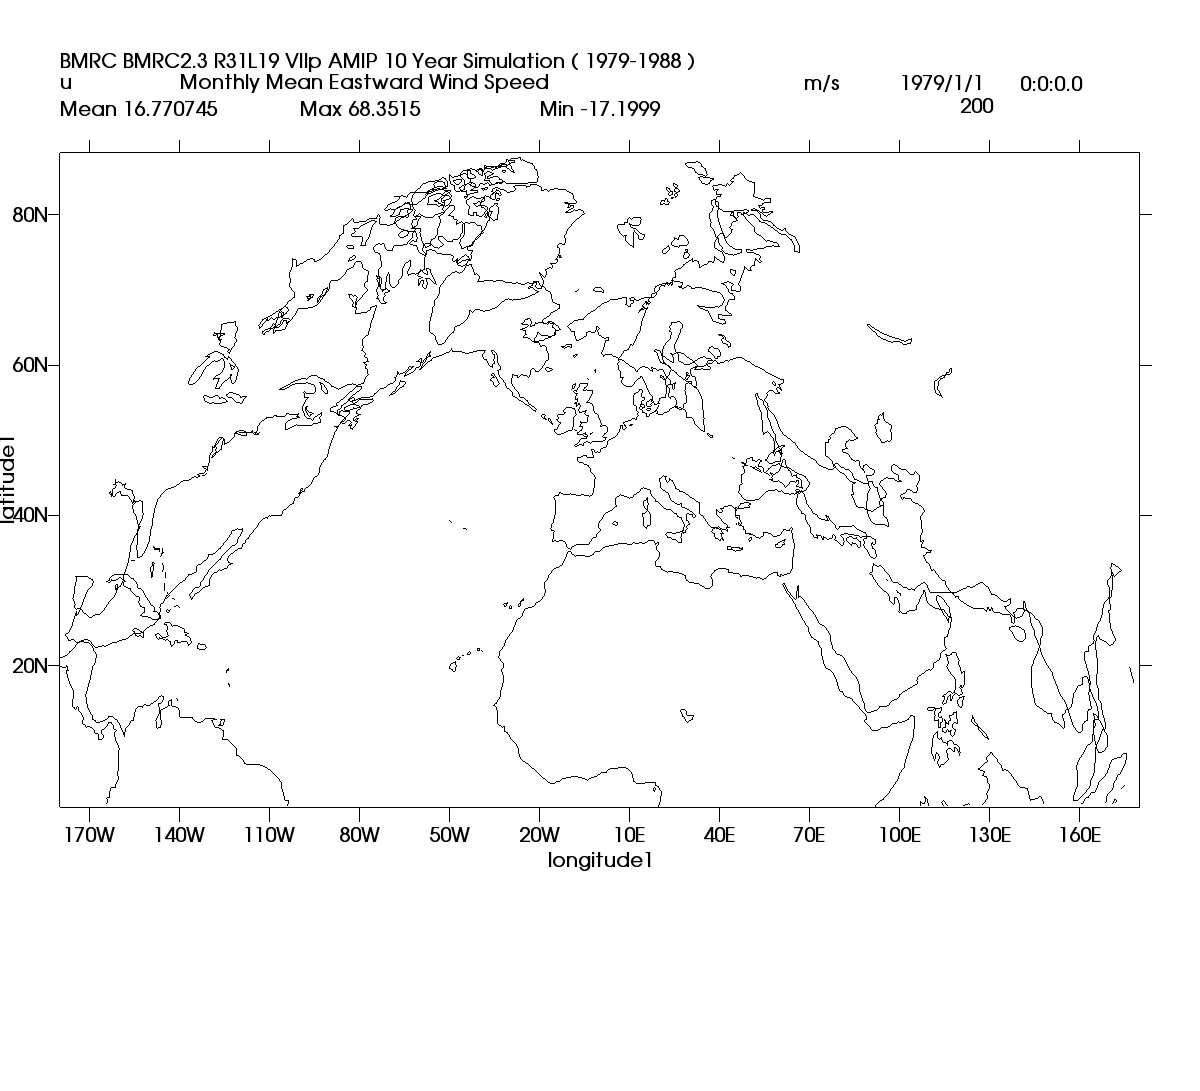 BMRC BMRC2.3 R31L19 VIIp AMIP 10 Year Simulation ( 1979-1988 )
u Monthly Mean Eastward Wind Speed m/s 1979/1/1 0:0:0.0
Mean 16.770745 Max 68.3515 Min -17.1999 200
80N
60N
latitude1
40N
20N
170W 140W 110W 80W 50W 20W 10E 40E 70E 100E 130E 160E
longitude1